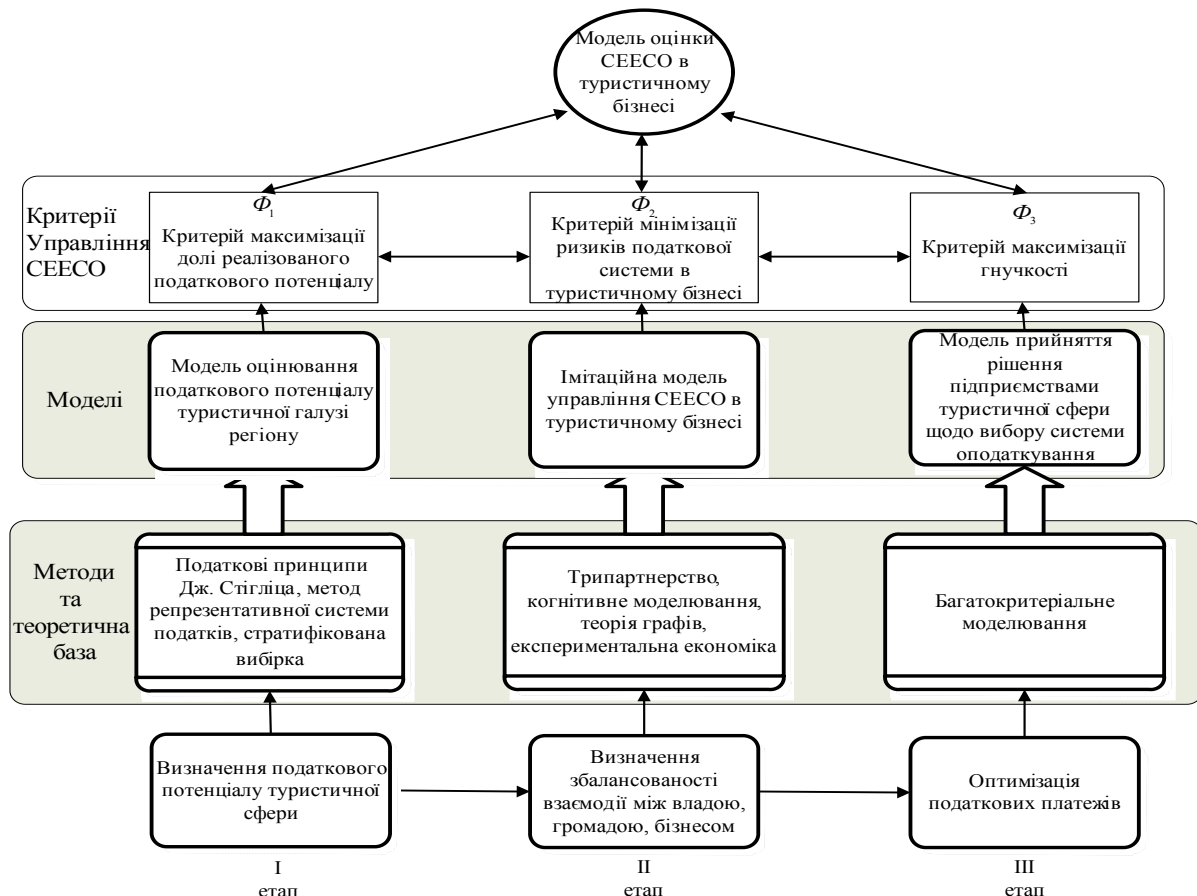 Модель оцінки
СЕЕСО в
туристичному
бізнесі
Критерії
Управління
СЕЕСО
Φ1
Критерій максимізації
долі реалізованого
податкового потенціалу
Φ2
Критерій мінімізації
ризиків податкової
системи в
туристичному бізнесі
Φ3
Критерій максимізації
гнучкості
Моделі
Модель оцінювання
податкового потенціалу
туристичної галузі
регіону
Імітаційна модель
управління СЕЕСО в
туристичному бізнесі
Модель прийняття
рішення
підприємствами
туристичної сфери
щодо вибору системи
оподаткування
Методи
та
теоретична
база
Податкові принципи
Дж. Стігліца, метод
репрезентативної системи
податків, стратифікована
вибірка
Трипартнерство,
когнітивне моделювання,
теорія графів,
експериментальна економіка
Багатокритеріальне
моделювання
Визначення податкового
потенціалу туристичної
сфери
Визначення
збалансованості
взаємодії між владою,
громадою, бізнесом
Оптимізація
податкових платежів
I
етап
II
етап
III
етап